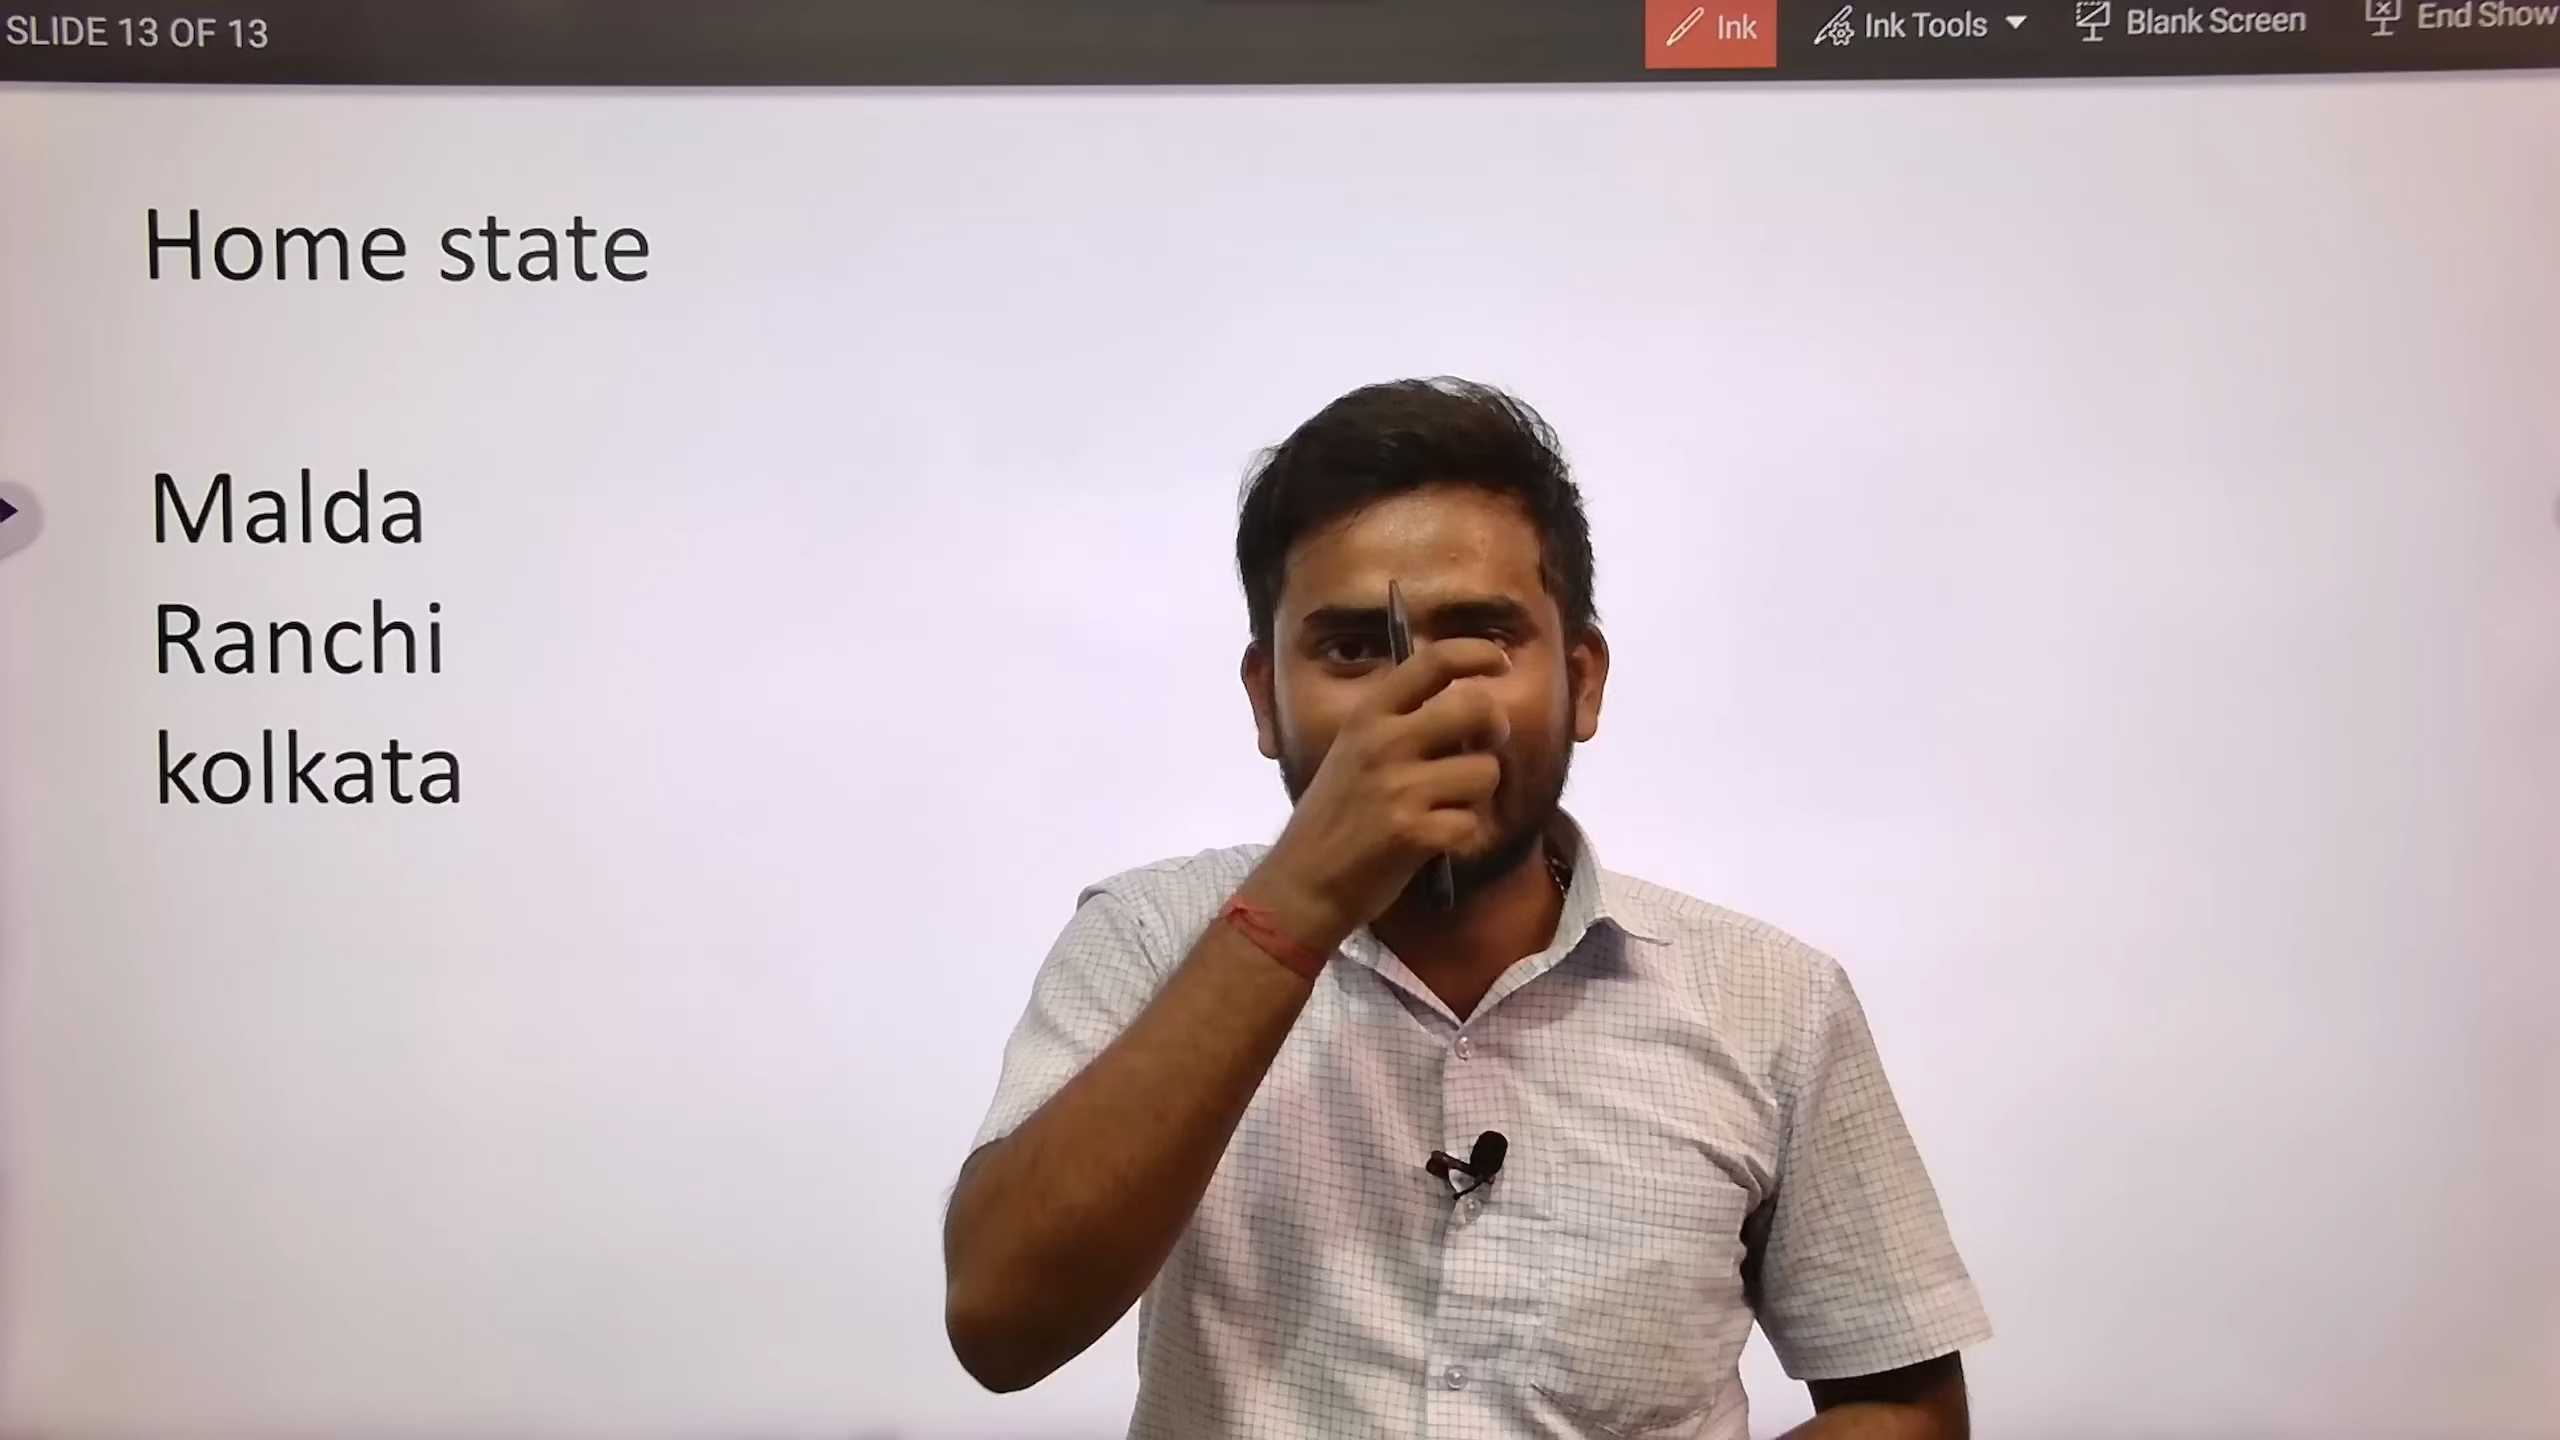 SLIDE 13 OF 13
Ink
Ink Tools
Blank Screen
End Show
Home state
Malda
Ranchi
kolkata